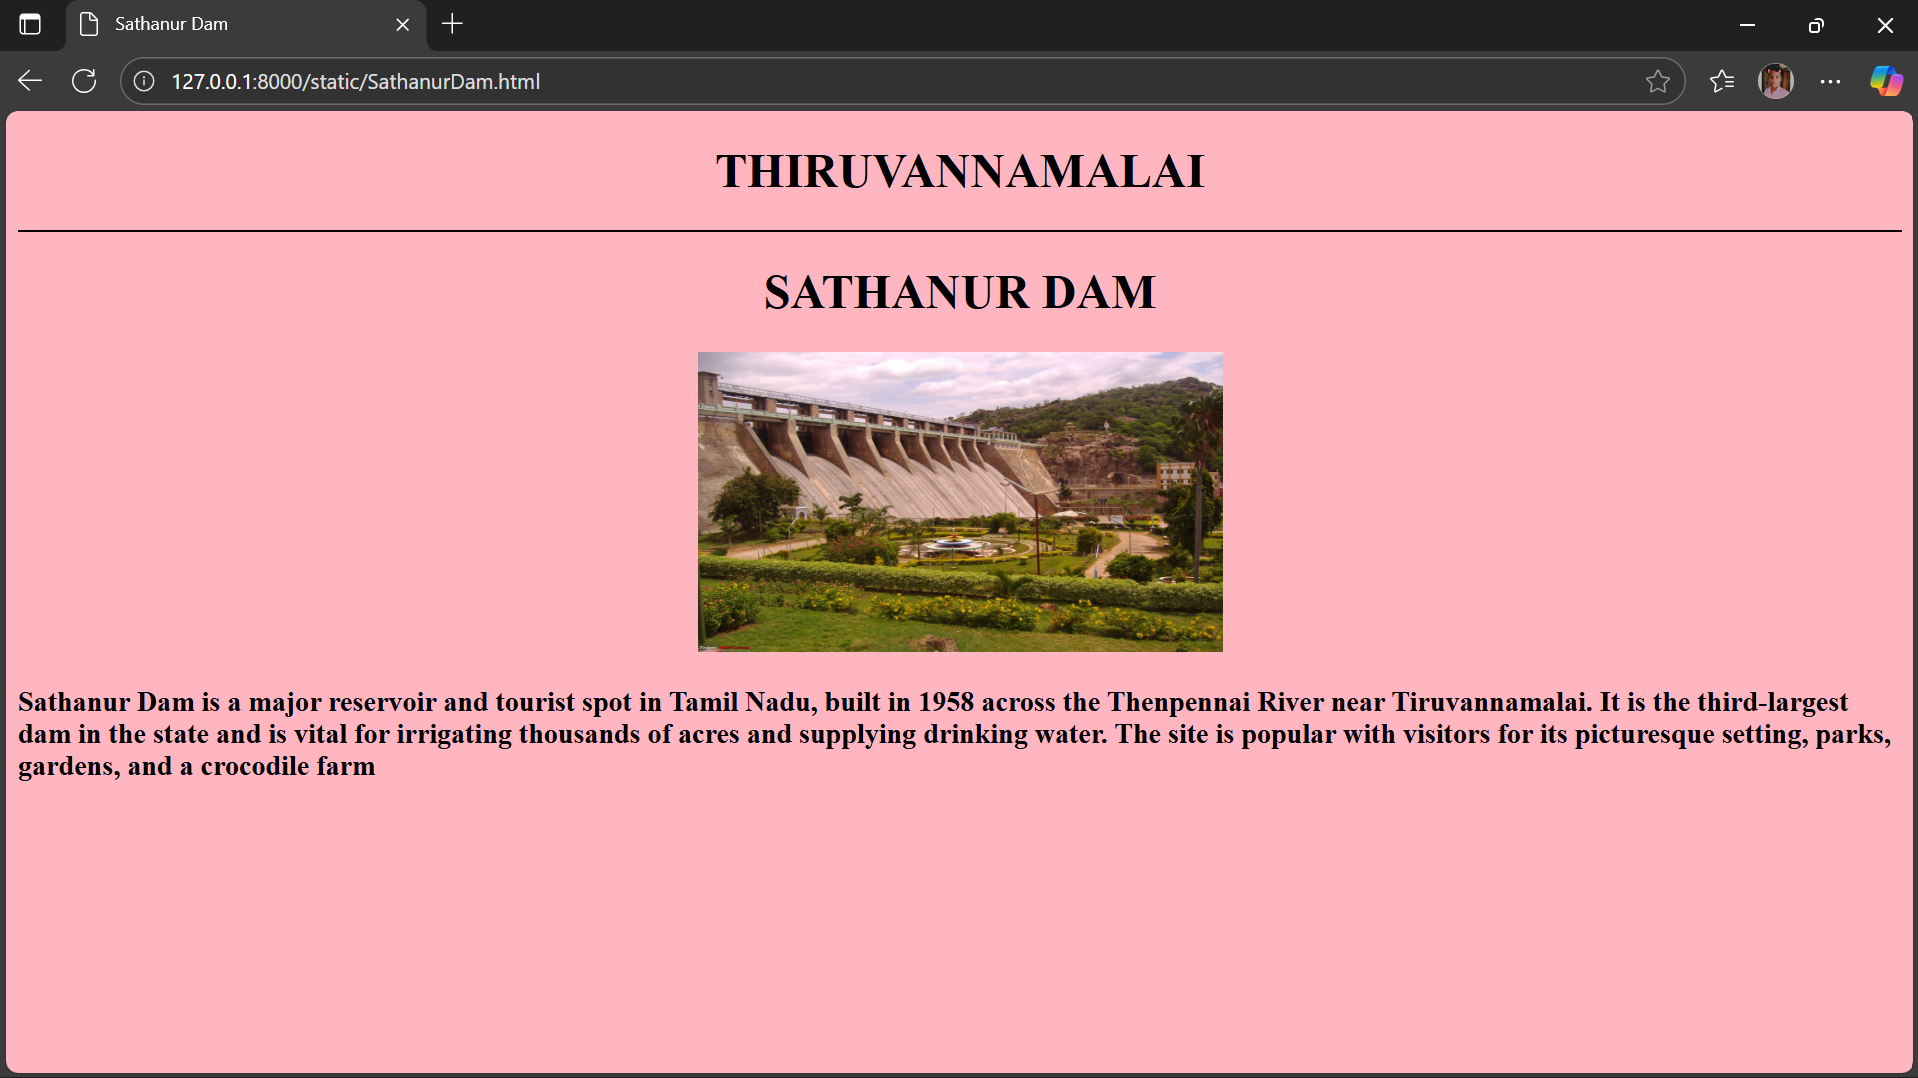 Sathanur Dam
127.0.0.1:8000/static/SathanurDam.html
THIRUVANNAMALAI
SATHANUR DAM
Sathanur Dam is a major reservoir and tourist spot in Tamil Nadu, built in 1958 across the Thenpennai River near Tiruvannamalai. It is the third-largest
dam in the state and is vital for irrigating thousands of acres and supplying drinking water. The site is popular with visitors for its picturesque setting, parks,
gardens, and a crocodile farm